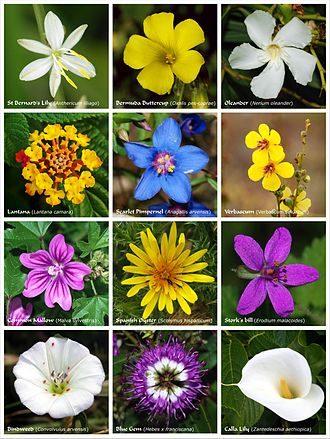 St Bernard's Lily (Anthericum liliago)
Bermuda Buttercup (Oxalis pes-caprae)
Oleander (Nerium oleander)
Lantana (Lantana camara)
Scarlet Pimpernel (Anagallis arvensis)
Verbascum (Verbascum
Common Mallow (Malva Sylvestris)
Spanish Oyster (Scolymus hispanicus)
Stork's bill (Erodium malacoides)
Bindweed (Convolvulus arvensis)
Blue Gem (Hebes x franciscana)
Calla Lily (Zantedeschia aethiopica)